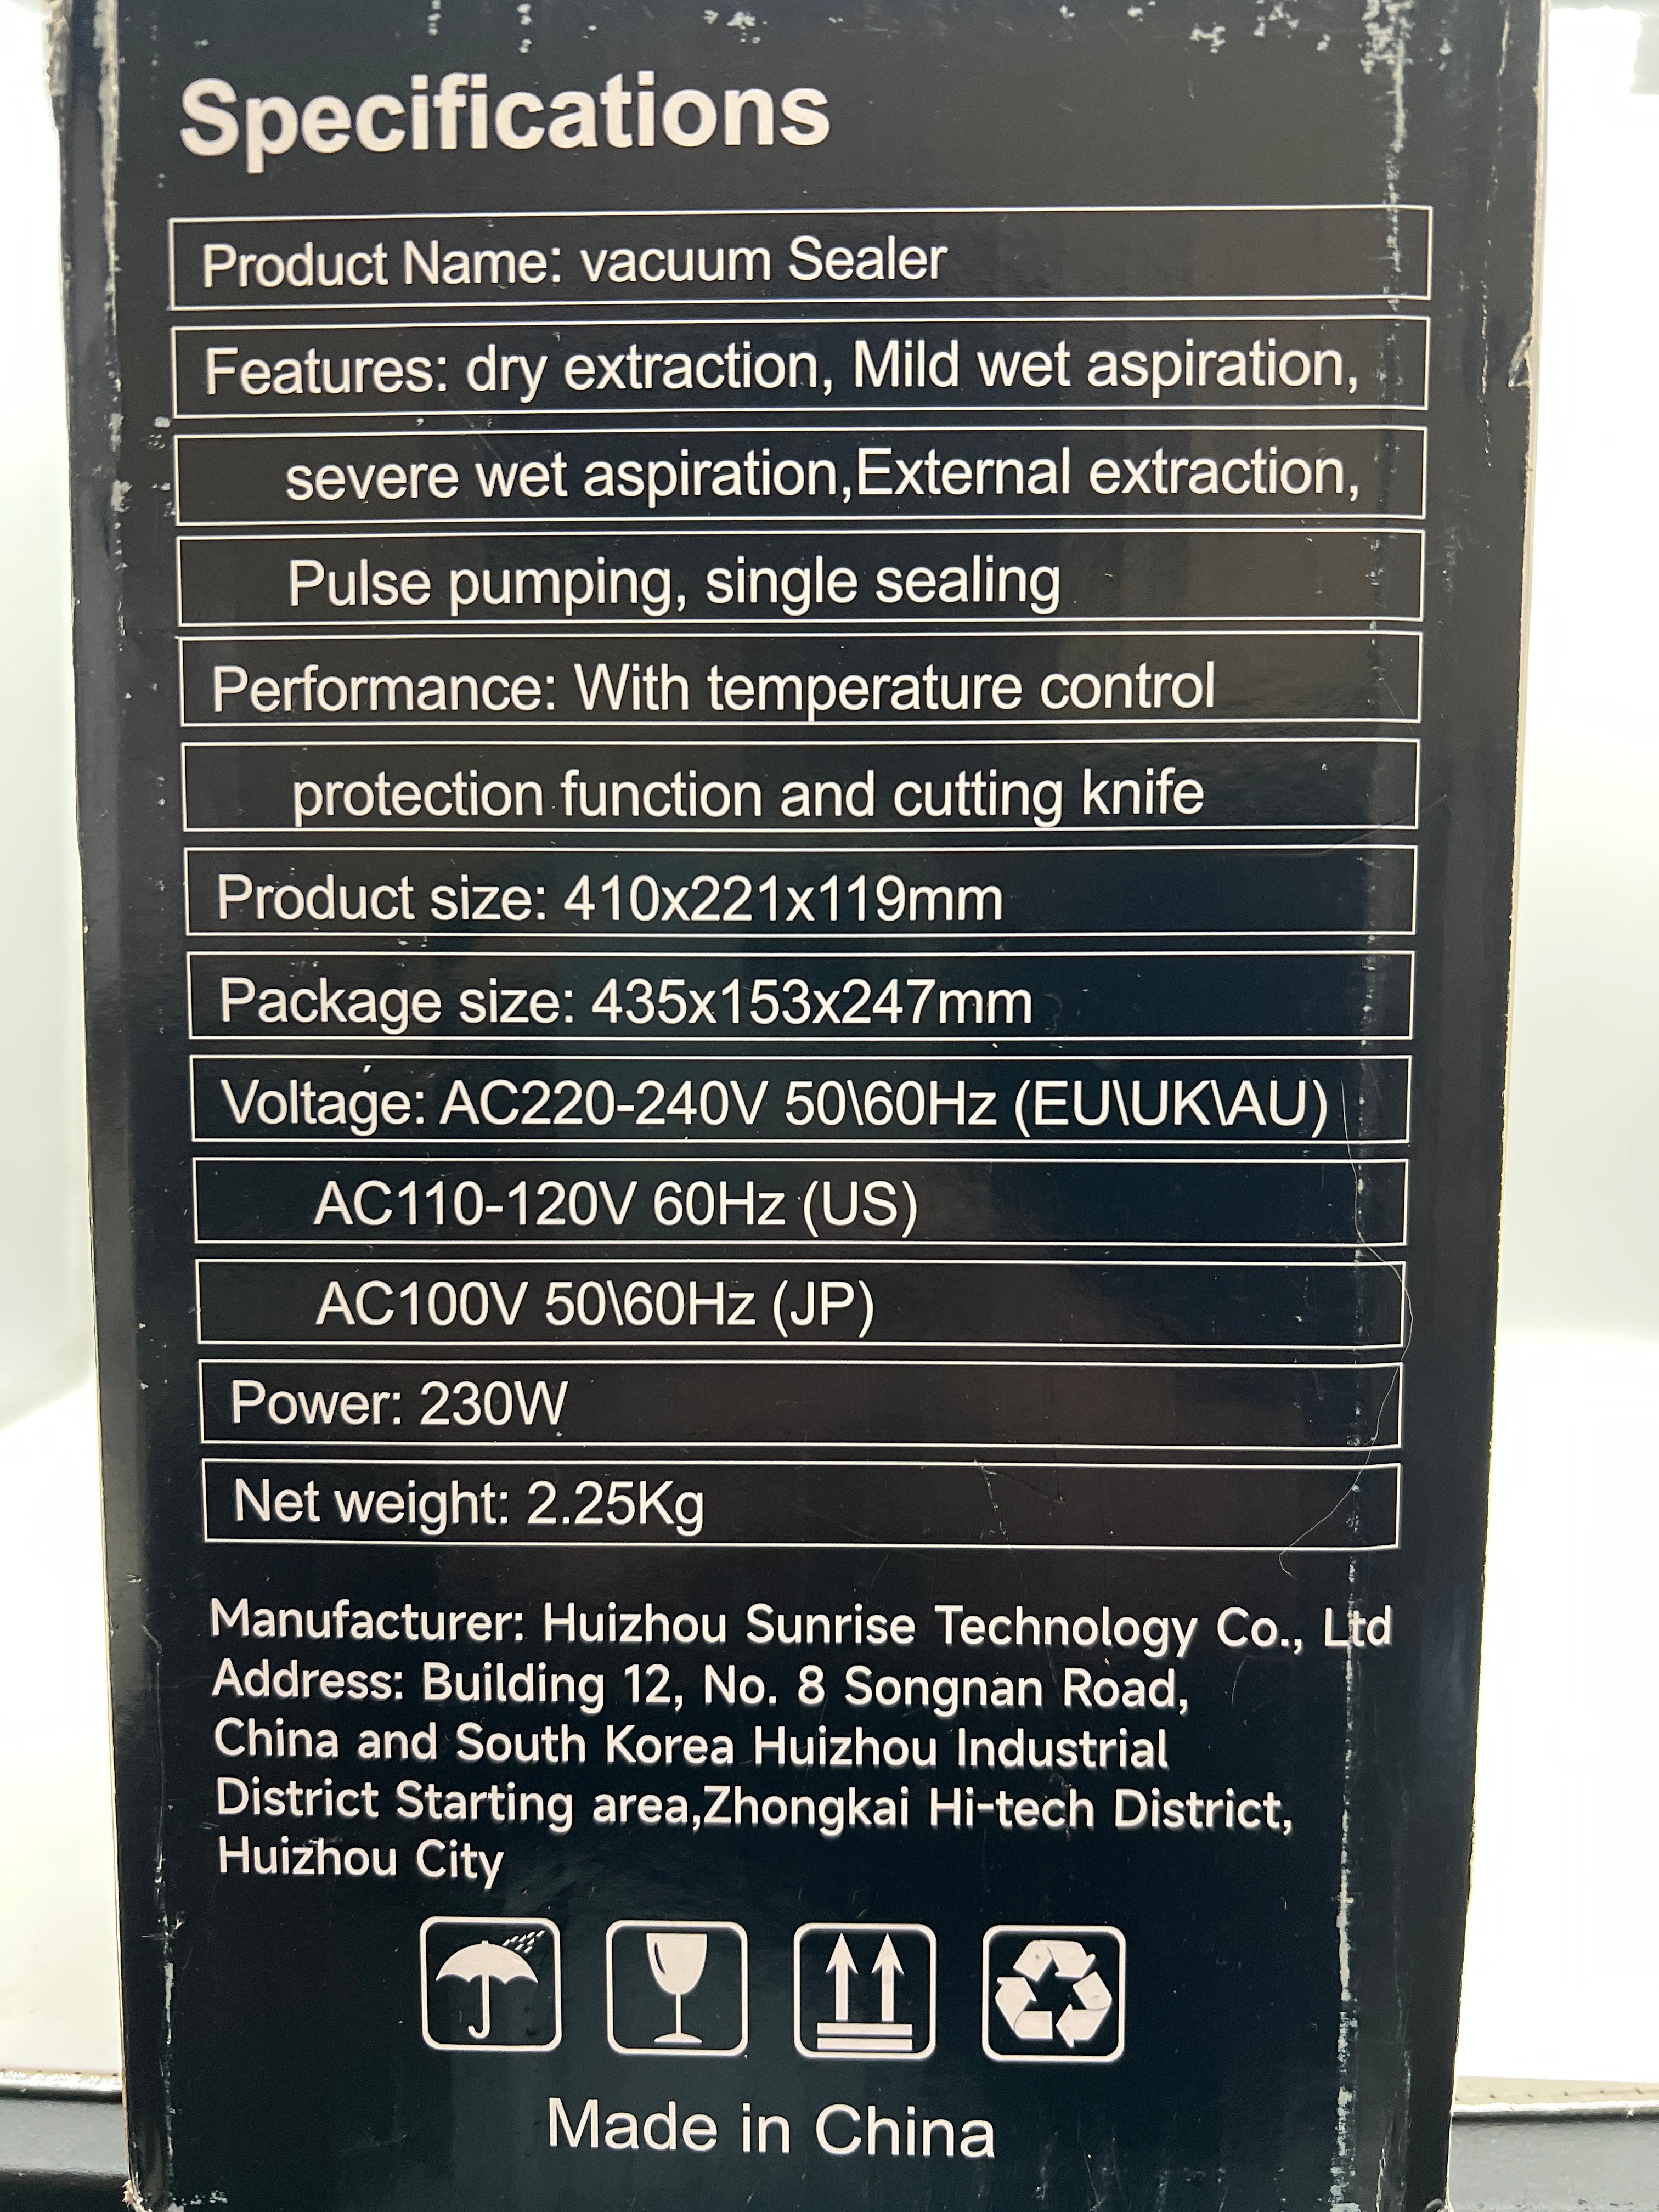 Specifications
Product Name: vacuum Sealer
Features: dry extraction, Mild wet aspiration,
severe wet aspiration,External extraction,
Pulse pumping, single sealing
Performance: With temperature control
protection function and cutting knife
Product size: 410x221x119mm
Package size: 435x153x247mm
Voltage: AC220-240V 50\60Hz (EU\UK\AU)
AC110-120V 60Hz (US)
AC100V 50\60Hz (JP)
Power: 230W
Net weight: 2.25Kg
Manufacturer: Huizhou Sunrise Technology Co., Ltd
Address: Building 12, No. 8 Songnan Road,
China and South Korea Huizhou Industrial
District Starting area,Zhongkai Hi-tech District,
Huizhou City
Made in China